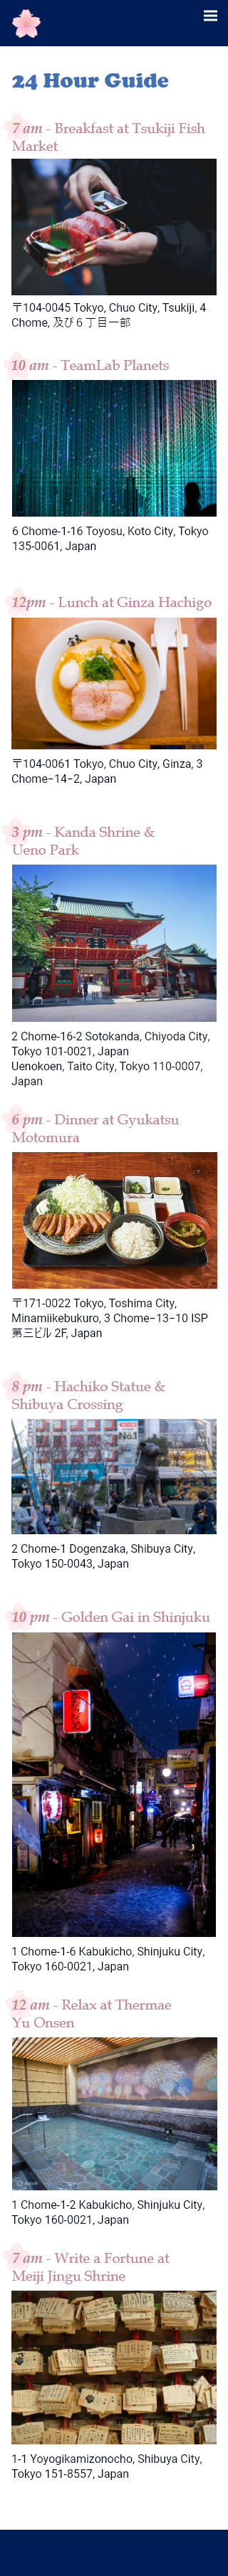 24 Hour Guide
7 am - Breakfast at Tsukiji Fish
Market
〒104-0045 Tokyo, Chuo City, Tsukiji, 4
Chome, 及び６丁目一部
10 am - TeamLab Planets
6 Chome-1-16 Toyosu, Koto City, Tokyo
135-0061, Japan
12pm - Lunch at Ginza Hachigo
〒104-0061 Tokyo, Chuo City, Ginza, 3
Chome−14−2, Japan
3 pm - Kanda Shrine &
Ueno Park
2 Chome-16-2 Sotokanda, Chiyoda City,
Tokyo 101-0021, Japan
Uenokoen, Taito City, Tokyo 110-0007,
Japan
6 pm - Dinner at Gyukatsu
Motomura
〒171-0022 Tokyo, Toshima City,
Minamiikebukuro, 3 Chome−13−10 ISP
第三ビル 2F, Japan
8 pm - Hachiko Statue &
Shibuya Crossing
No.1
2 Chome-1 Dogenzaka, Shibuya City,
Tokyo 150-0043, Japan
10 pm - Golden Gai in Shinjuku
1 Chome-1-6 Kabukicho, Shinjuku City,
Tokyo 160-0021, Japan
12 am - Relax at Thermae
Yu Onsen
1 Chome-1-2 Kabukicho, Shinjuku City,
Tokyo 160-0021, Japan
7 am - Write a Fortune at
Meiji Jingu Shrine
1-1 Yoyogikamizonocho, Shibuya City,
Tokyo 151-8557, Japan